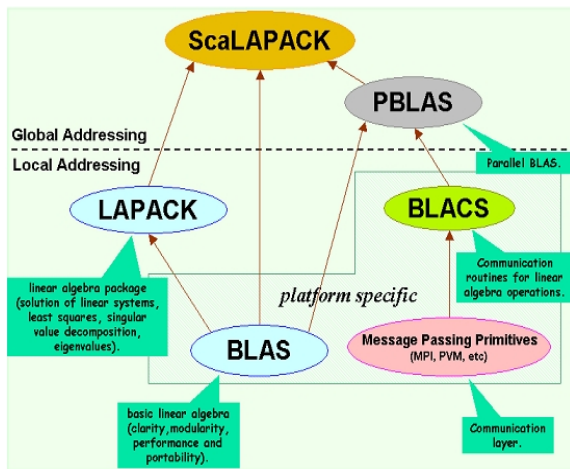 ScaLAPACK
PBLAS
Global Addressing
Local Addressing
Parallel BLAS.
LAPACK
BLACS
linear algebra package
(solution of linear systems,
least squares, singular
value decomposition,
eigenvalues).
Communication
routines for linear
algebra operations.
platform specific
BLAS
Message Passing Primitives
(MPI, PVM, etc)
basic linear algebra
(clarity,modularity,
performance and
portability).
Communication
layer.